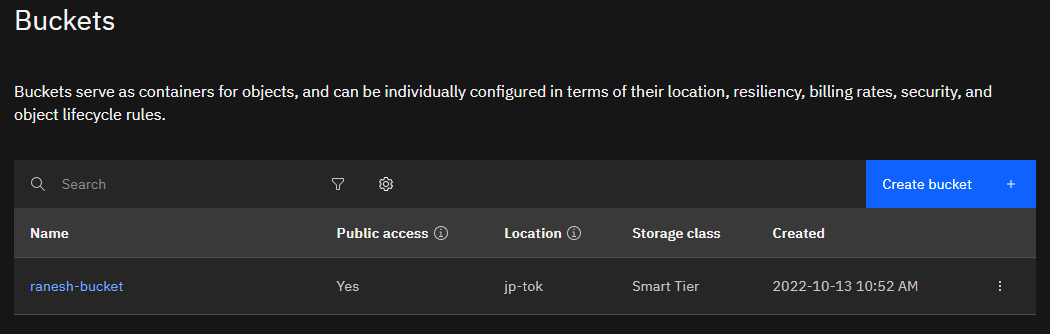 Buckets
Buckets serve as containers for objects, and can be individually configured in terms of their location, resiliency, billing rates, security, and
object lifecycle rules.
Search
Create bucket +
Name Public access Location Storage class Created
ranesh-bucket Yes jp-tok Smart Tier 2022-10-13 10:52 AM